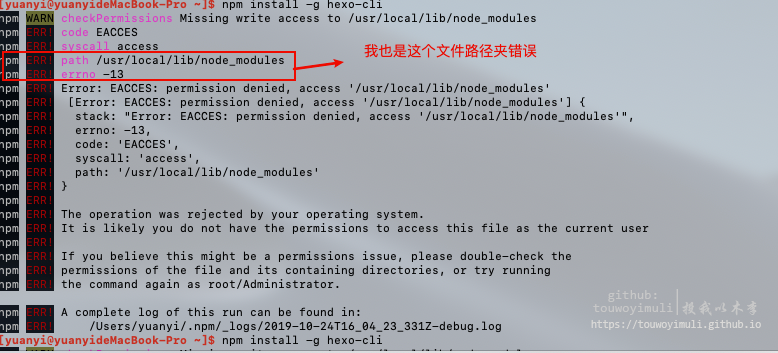 [yuanyi@yuanyideMacBook-Pro ~]$ npm install -g hexo-cli
npm WARN checkPermissions Missing write access to /usr/local/lib/node_modules
npm ERR! code EACCES
npm ERR! syscall access
npm ERR! path /usr/local/lib/node_modules
npm ERR! errno -13
我也是这个文件路径夹错误
npm ERR! Error: EACCES: permission denied, access '/usr/local/lib/node_modules'
npm ERR!  [Error: EACCES: permission denied, access '/usr/local/lib/node_modules'] {
npm ERR!   stack: "Error: EACCES: permission denied, access '/usr/local/lib/node_modules'",
npm ERR!   errno: -13,
npm ERR!   code: 'EACCES',
npm ERR!   syscall: 'access',
npm ERR!   path: '/usr/local/lib/node_modules'
npm ERR! }
npm ERR!
npm ERR! The operation was rejected by your operating system.
npm ERR! It is likely you do not have the permissions to access this file as the current user
npm ERR!
npm ERR! If you believe this might be a permissions issue, please double-check the
npm ERR! permissions of the file and its containing directories, or try running
npm ERR! the command again as root/Administrator.
npm ERR! A complete log of this run can be found in:
npm ERR!     /Users/yuanyi/.npm/_logs/2019-10-24T16_04_23_331Z-debug.log
[yuanyi@yuanyideMacBook-Pro ~]$ npm install -g hexo-cli
github:
touwoyimuli
投我以木李
https://touwoyimuli.github.io